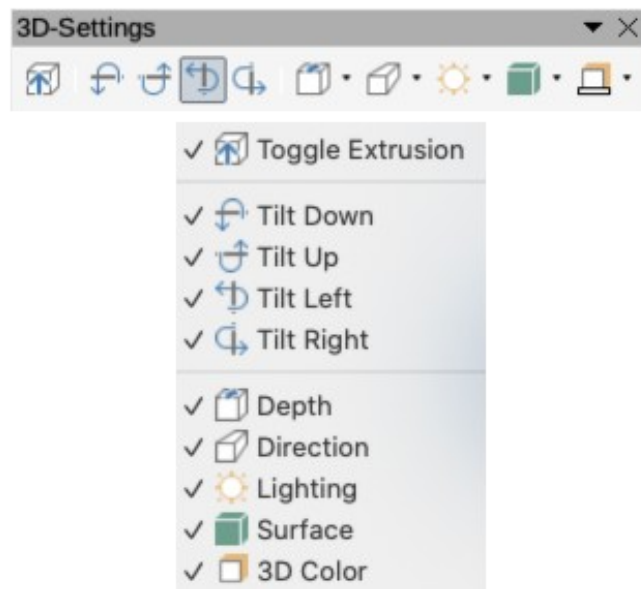 3D-Settings
Toggle Extrusion
Tilt Down
Tilt Up
Tilt Left
Tilt Right
Depth
Direction
Lighting
Surface
3D Color